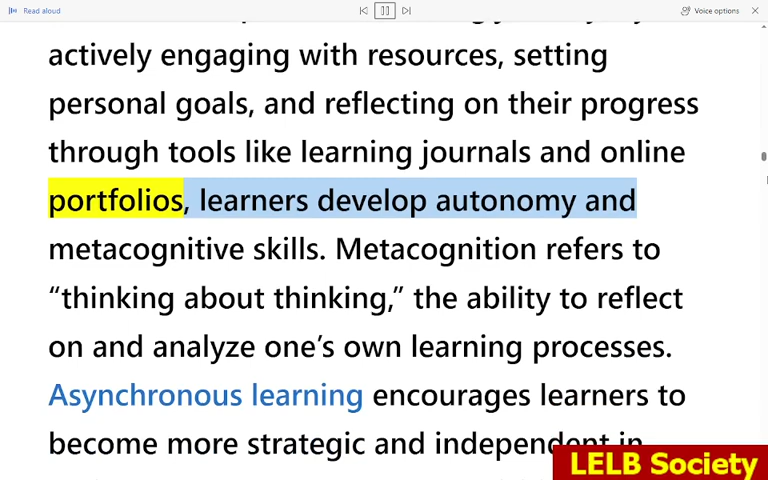 Read aloud
Voice options
actively engaging with resources, setting
personal goals, and reflecting on their progress
through tools like learning journals and online
portfolios, learners develop autonomy and
metacognitive skills. Metacognition refers to
“thinking about thinking,” the ability to reflect
on and analyze one’s own learning processes.
Asynchronous learning encourages learners to
become more strategic and independent in
LELB Society